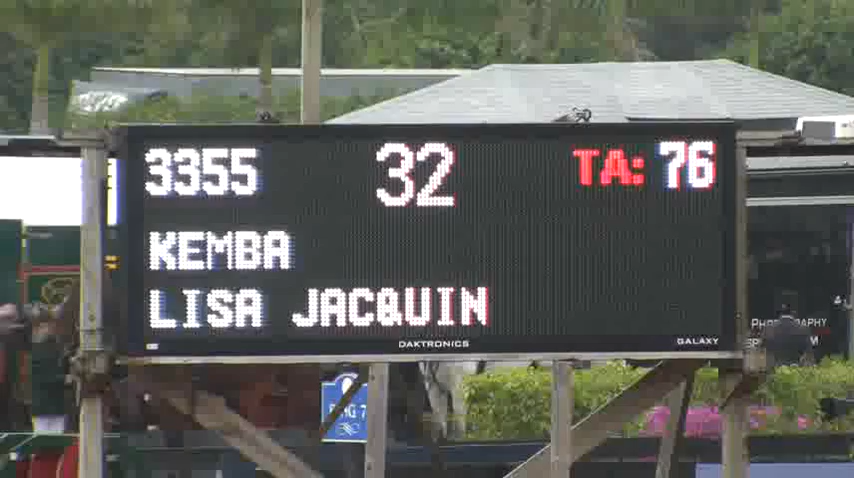 3355 32 TA: 76
KEMBA
LISA JACQUIN
DAKTRONICS GALAXY